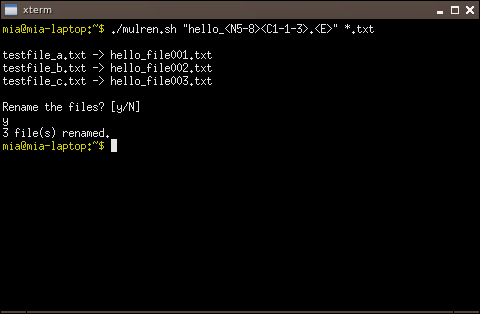 xterm
mia@mia-laptop:~$ ./mulren.sh "hello_<N5-8><C1-1-3>.<E>" *.txt
testfile_a.txt -> hello_file001.txt
testfile_b.txt -> hello_file002.txt
testfile_c.txt -> hello_file003.txt
Rename the files? [y/N]
y
3 file(s) renamed.
mia@mia-laptop:~$